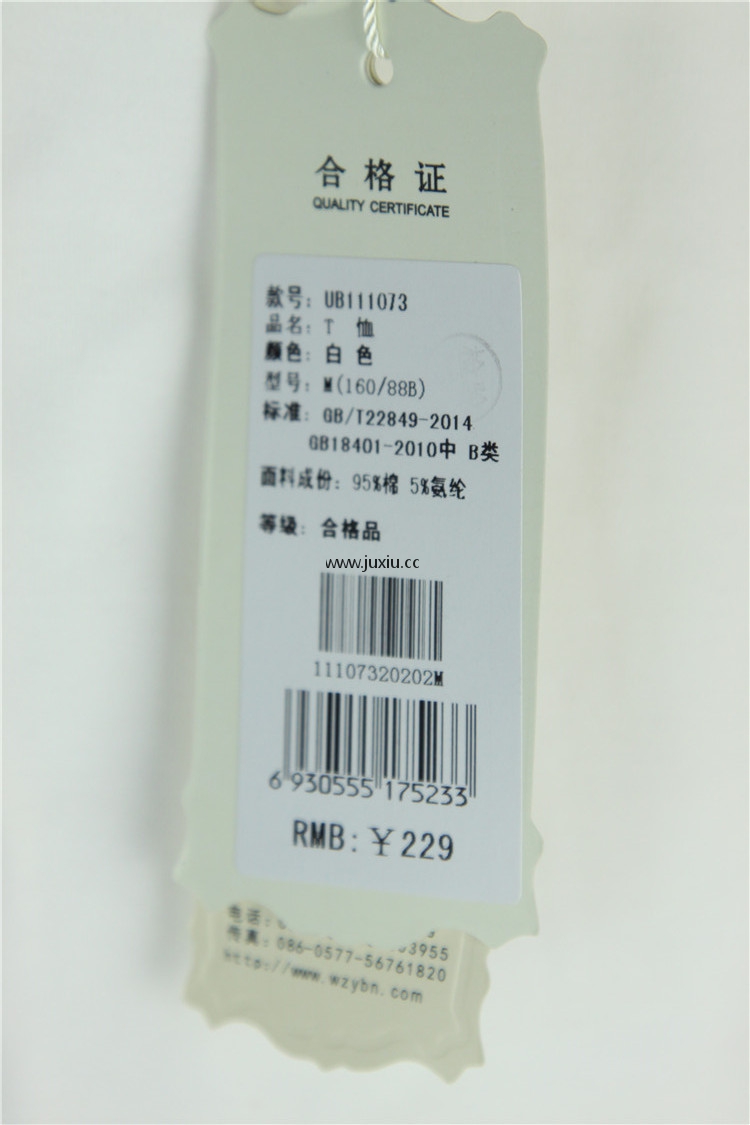 合格证
QUALITY CERTIFICATE
款号: UB111073
品名: T 恤
颜色: 白色
型号: M(160/88B)
标准: GB/T22849-2014
GB18401-2010中 B类
面料成份: 95%棉 5%氨纶
等级: 合格品
www.juxiu.cc
11107320202M
6 930555 175233
RMB: ¥229
电话:
3955
传真: 086-0577-56761820
http://www.wzybn.com